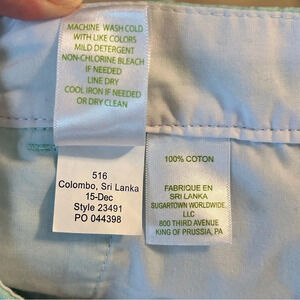 MACHINE WASH COLD
WITH LIKE COLORS
MILD DETERGENT
NON-CHLORINE BLEACH
IF NEEDED
LINE DRY
COOL IRON IF NEEDED
OR DRY CLEAN
516
Colombo, Sri Lanka
15-Dec
Style 23491
PO 044398
100% COTON
FABRIQUE EN
SRI LANKA
SUGARTOWN WORLDWIDE,
LLC
800 THIRD AVENUE
KING OF PRUSSIA, PA